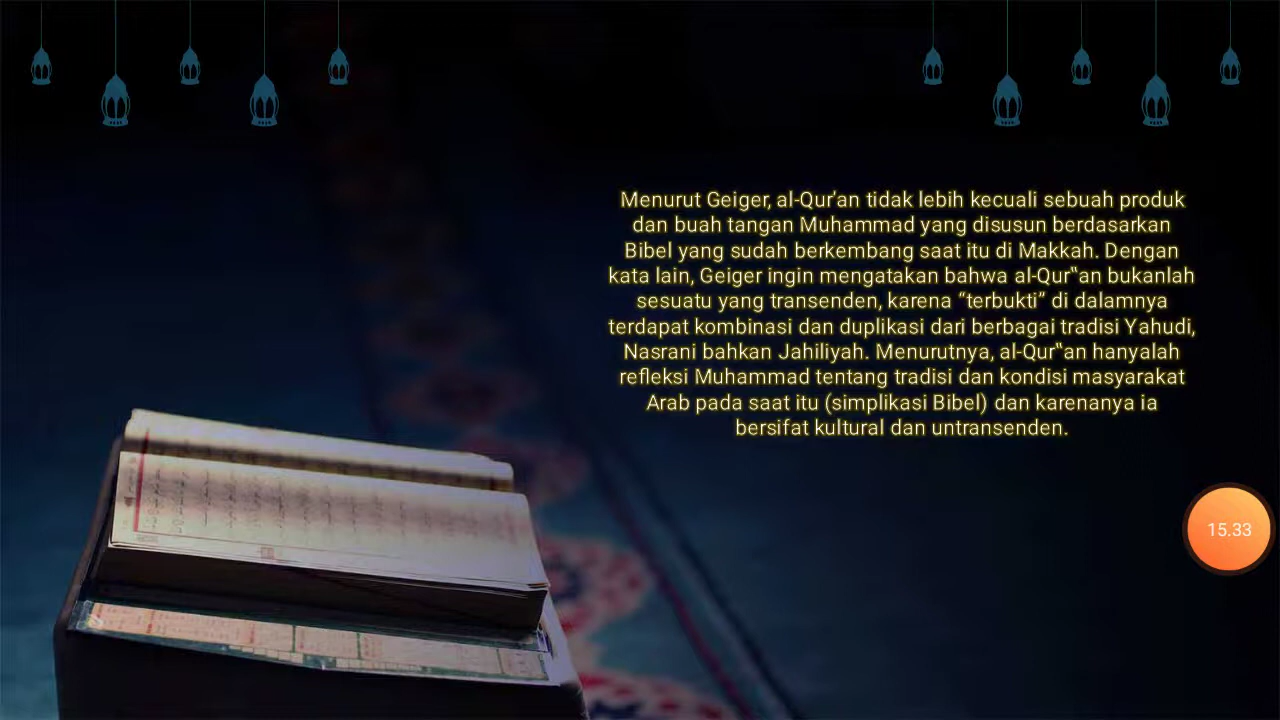 Menurut Geiger, al-Qur'an tidak lebih kecuali sebuah produk
dan buah tangan Muhammad yang disusun berdasarkan
Bibel yang sudah berkembang saat itu di Makkah. Dengan
kata lain, Geiger ingin mengatakan bahwa al-Qur‟an bukanlah
sesuatu yang transenden, karena “terbukti” di dalamnya
terdapat kombinasi dan duplikasi dari berbagai tradisi Yahudi,
Nasrani bahkan Jahiliyah. Menurutnya, al-Qur‟an hanyalah
refleksi Muhammad tentang tradisi dan kondisi masyarakat
Arab pada saat itu (simplikasi Bibel) dan karenanya ia
bersifat kultural dan untransenden.
15.33